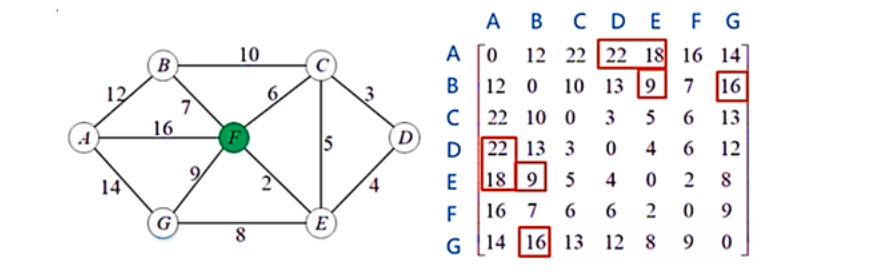 A B C D E F G
A 0 12 22 22 18 16 14
B 12 0 10 13 9 7 16
C 22 10 0 3 5 6 13
D 22 13 3 0 4 6 12
E 18 9 5 4 0 2 8
F 16 7 6 6 2 0 9
G 14 16 13 12 8 9 0
10
B C
12 7 6 3
A 16 F 5 D
14 9 2 4
G E
8